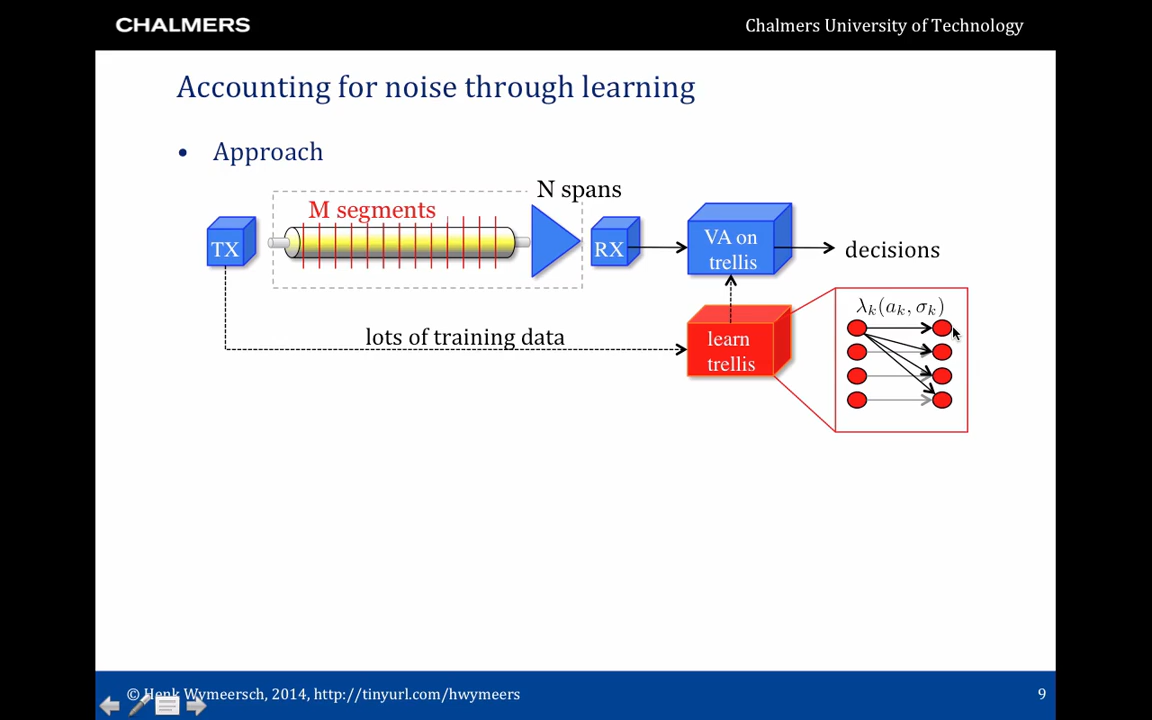 CHALMERS
Chalmers University of Technology
Accounting for noise through learning
• Approach
N spans
M segments
TX
RX
VA on
trellis
decisions
λₖ(aₖ, σₖ)
lots of training data
learn
trellis
© Henk Wymeersch, 2014, http://tinyurl.com/hwymeers
9